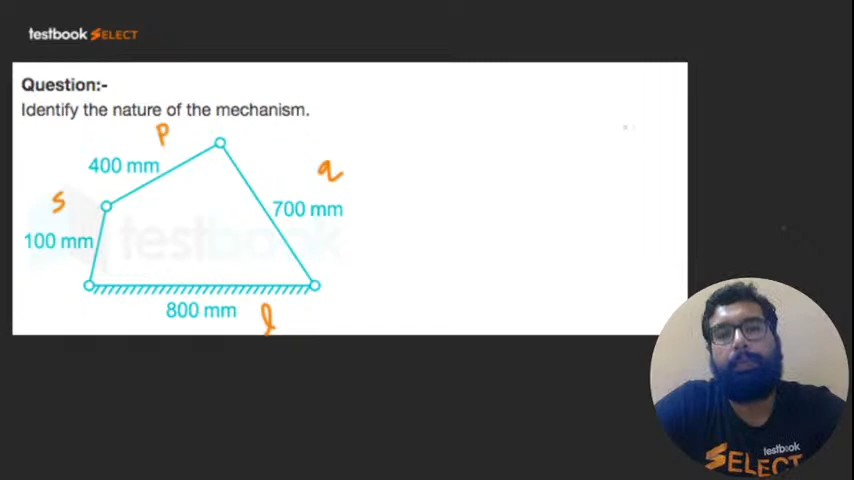 testbook SELECT
Question:-
Identify the nature of the mechanism.
p
400 mm
q
s
700 mm
100 mm
testbook
800 mm
l
testbook
SELECT